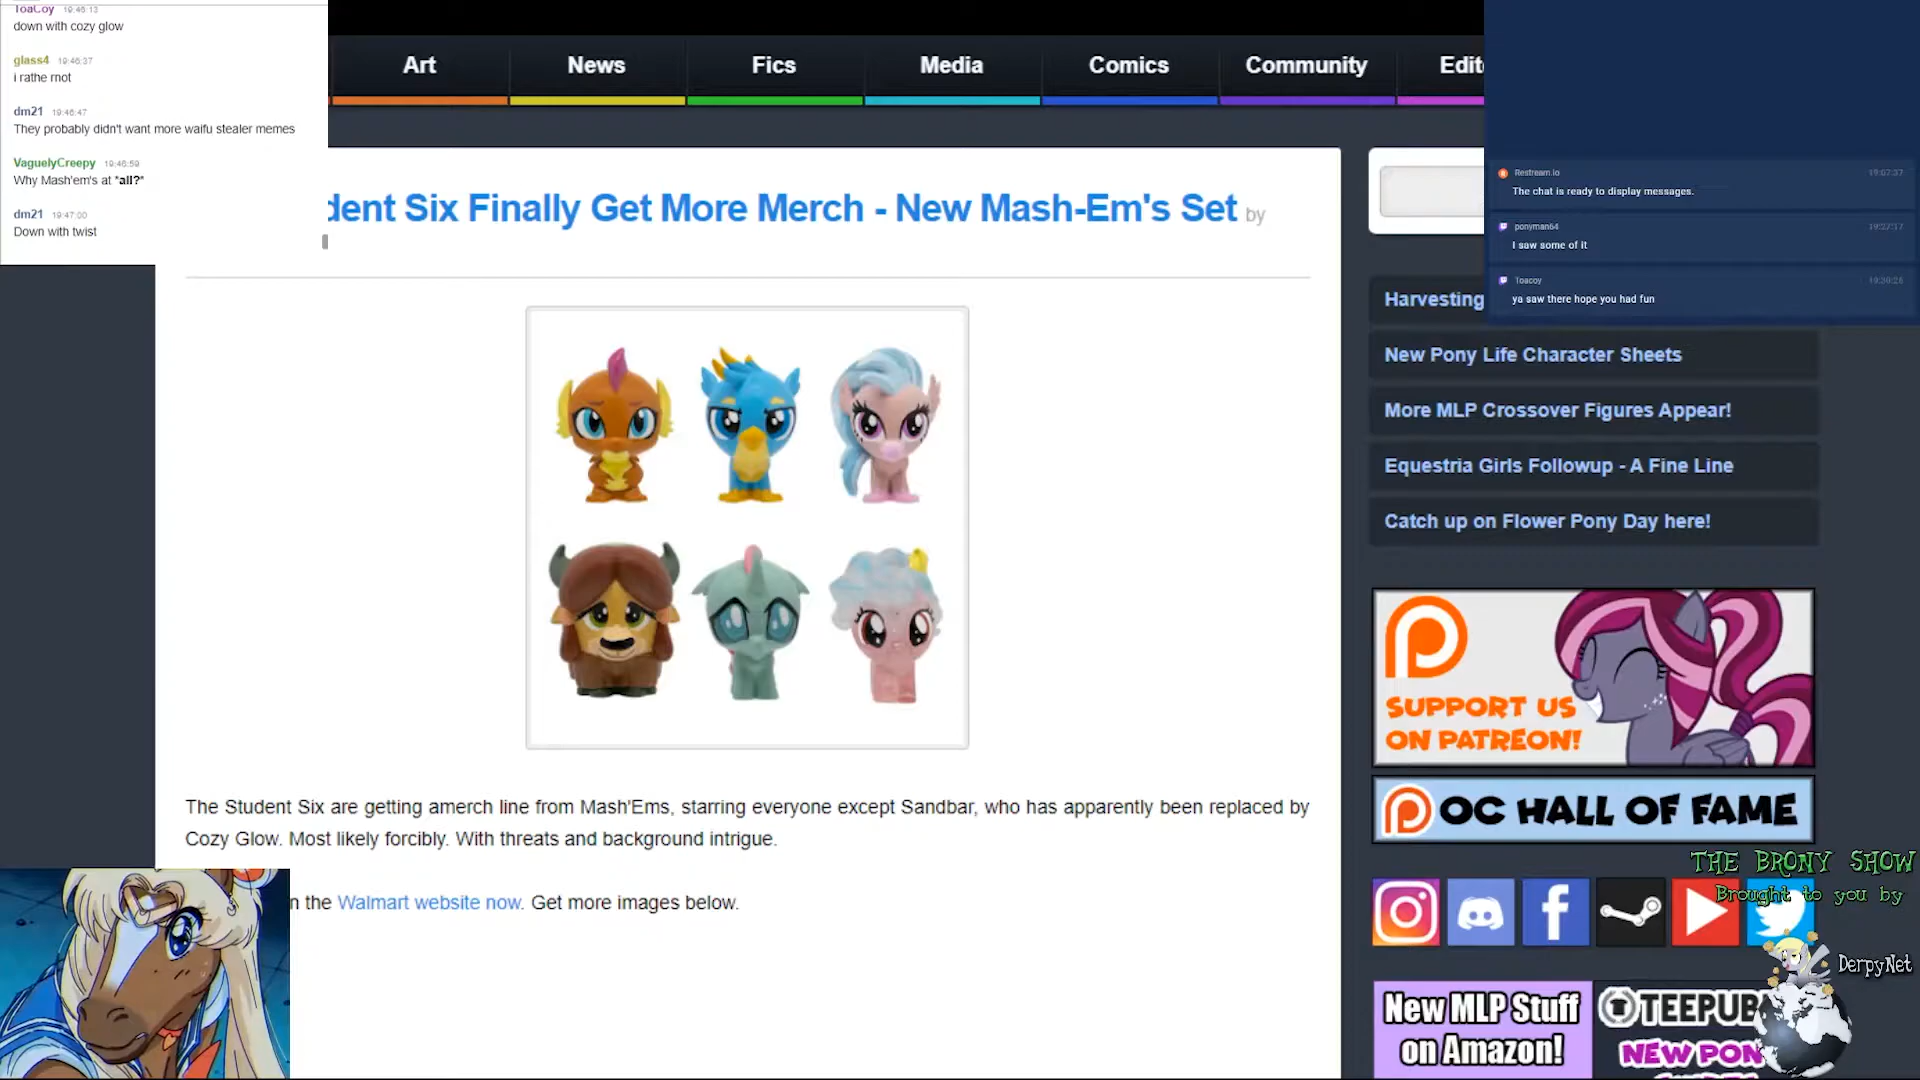 ToaCoy 19:46:13
down with cozy glow
glass4 19:46:37
i rathe rnot
dm21 19:46:47
They probably didn't want more waifu stealer memes
VaguelyCreepy 19:46:59
Why Mash'em's at *all?*
dm21 19:47:00
Down with twist
Art News Fics Media Comics Community Edit
dent Six Finally Get More Merch - New Mash-Em's Set by
Restream.io 19:07:37
The chat is ready to display messages.
ponyman64 19:27:17
I saw some of it
Toacoy
ya saw there hope you had fun
Harvesting
New Pony Life Character Sheets
More MLP Crossover Figures Appear!
Equestria Girls Followup - A Fine Line
Catch up on Flower Pony Day here!
SUPPORT US
ON PATREON!
OC HALL OF FAME
The Student Six are getting amerch line from Mash'Ems, starring everyone except Sandbar, who has apparently been replaced by
Cozy Glow. Most likely forcibly. With threats and background intrigue.
n the Walmart website now. Get more images below.
THE BRONY SHOW
Brought to you by
DerpyNet
New MLP Stuff
on Amazon!
TEEPUB
NEW PON